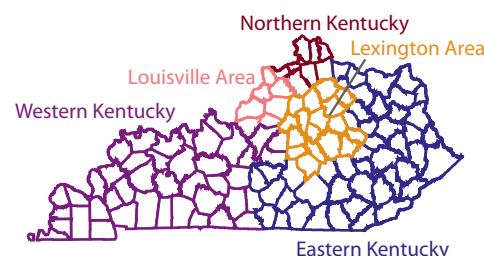 Northern Kentucky
Lexington Area
Louisville Area
Western Kentucky
Eastern Kentucky